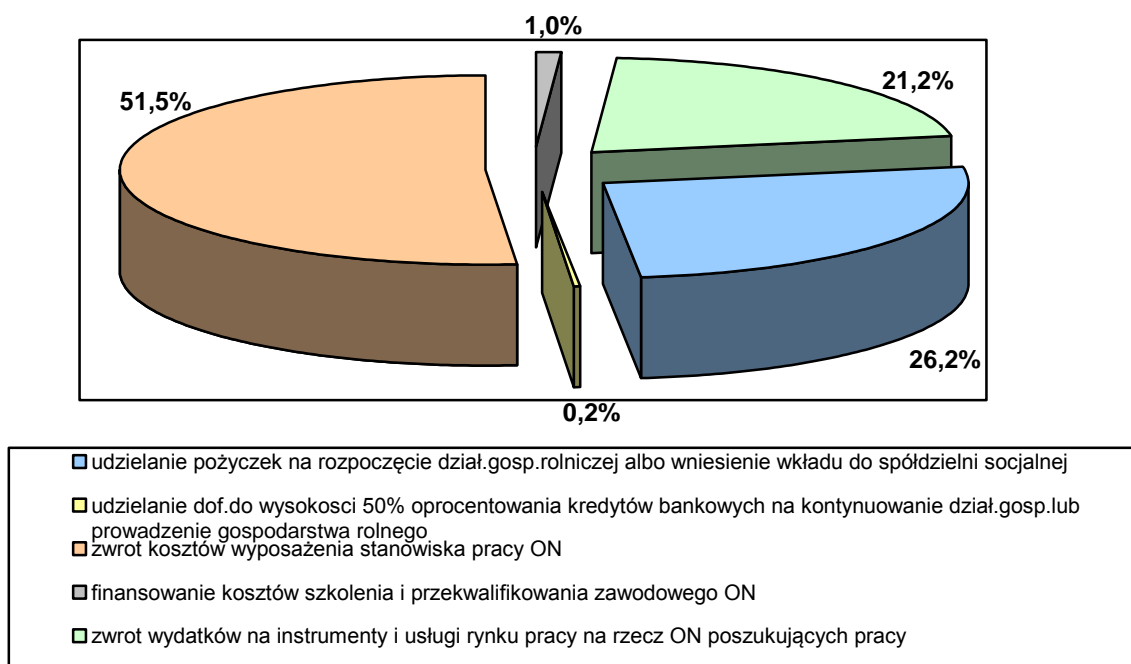 1,0%
51,5%
21,2%
26,2%
0,2%
udzielanie pożyczek na rozpoczęcie dział.gosp.rolniczej albo wniesienie wkładu do spółdzielni socjalnej
udzielanie dof.do wysokosci 50% oprocentowania kredytów bankowych na kontynuowanie dział.gosp.lub
prowadzenie gospodarstwa rolnego
zwrot kosztów wyposażenia stanowiska pracy ON
finansowanie kosztów szkolenia i przekwalifikowania zawodowego ON
zwrot wydatków na instrumenty i usługi rynku pracy na rzecz ON poszukujących pracy